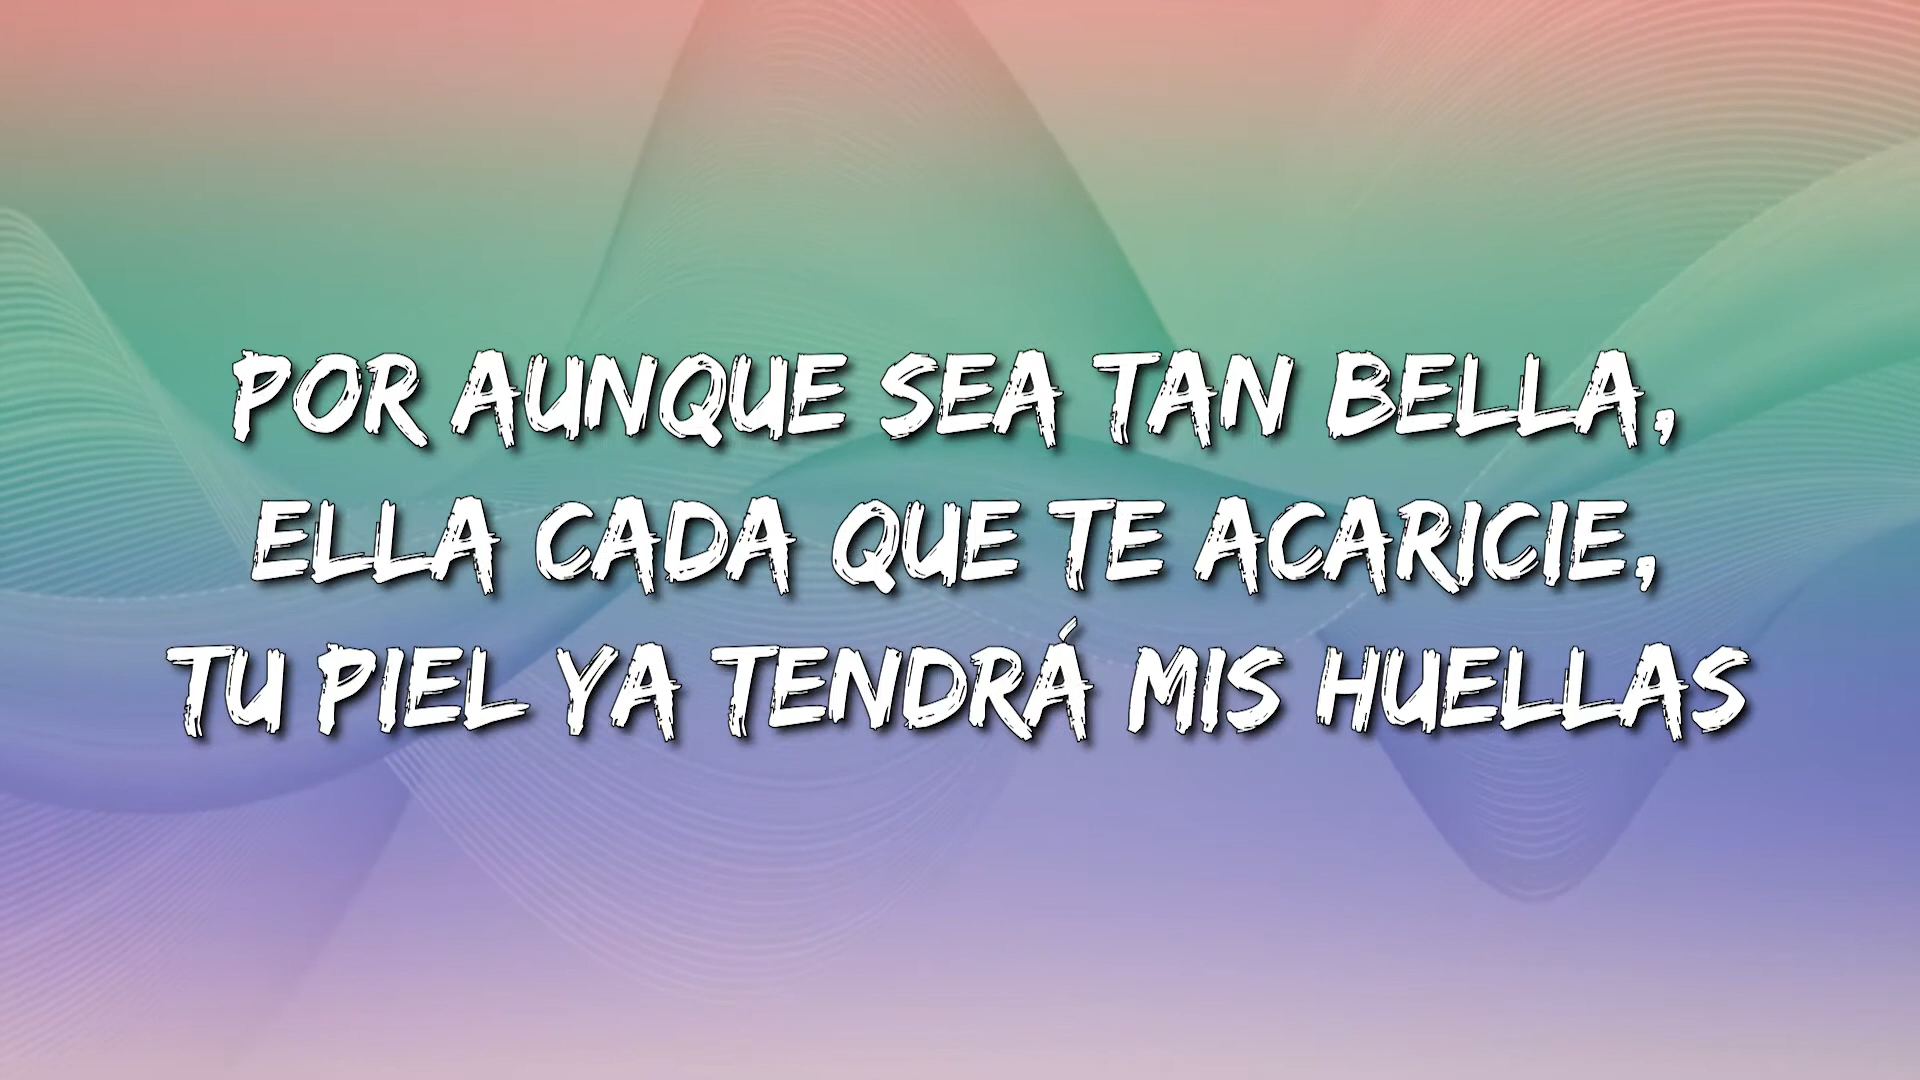 POR AUNQUE SEA TAN BELLA,
ELLA CADA QUE TE ACARICIE,
TU PIEL YA TENDRÁ MIS HUELLAS